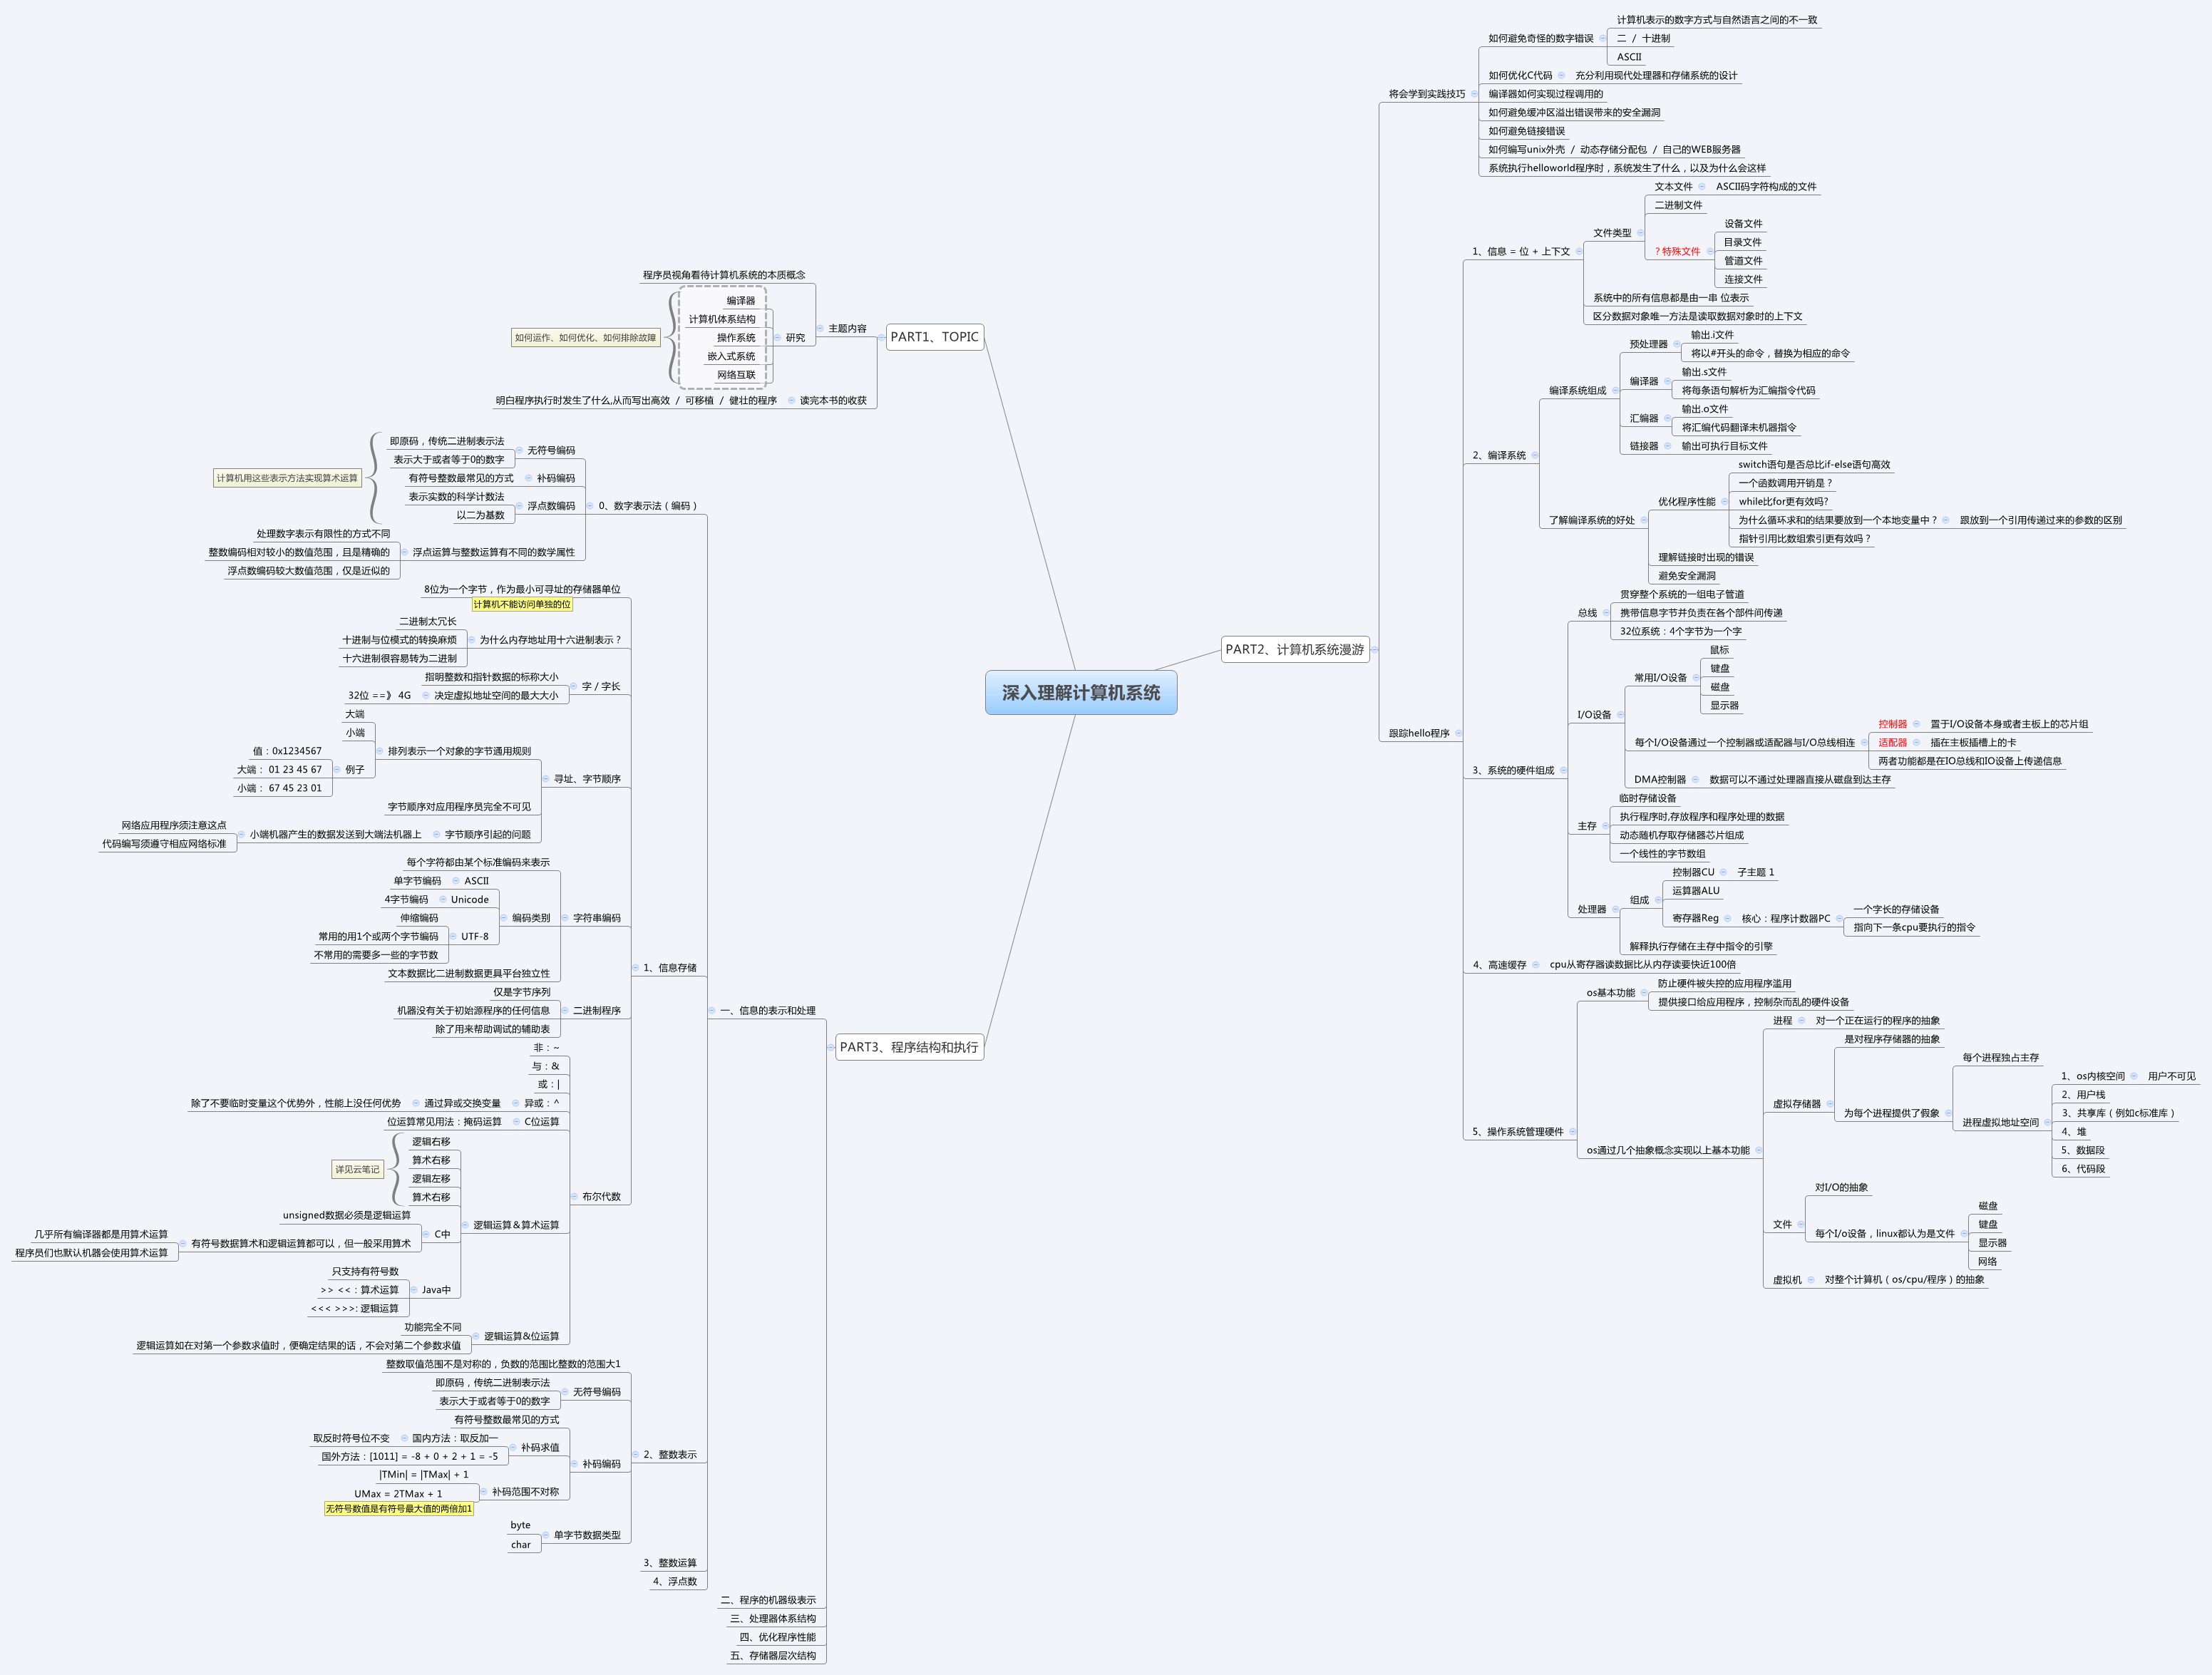 深入理解计算机系统
PART1、TOPIC
主题内容
程序员视角看待计算机系统的本质概念
研究
编译器
计算机体系结构
操作系统
嵌入式系统
网络互联
如何运作、如何优化、如何排除故障
读完本书的收获
明白程序执行时发生了什么,从而写出高效 / 可移植 / 健壮的程序
PART2、计算机系统漫游
将会学到实践技巧
如何避免奇怪的数字错误
计算机表示的数字方式与自然语言之间的不一致
二 / 十进制
ASCII
如何优化C代码
充分利用现代处理器和存储系统的设计
编译器如何实现过程调用的
如何避免缓冲区溢出错误带来的安全漏洞
如何避免链接错误
如何编写unix外壳 / 动态存储分配包 / 自己的WEB服务器
系统执行helloworld程序时，系统发生了什么，以及为什么会这样
跟踪hello程序
1、信息 = 位 + 上下文
文件类型
文本文件
ASCII码字符构成的文件
二进制文件
？特殊文件
设备文件
目录文件
管道文件
连接文件
系统中的所有信息都是由一串 位表示
区分数据对象唯一方法是读取数据对象时的上下文
2、编译系统
编译系统组成
预处理器
输出.i文件
将以#开头的命令，替换为相应的命令
编译器
输出.s文件
将每条语句解析为汇编指令代码
汇编器
输出.o文件
将汇编代码翻译未机器指令
链接器
输出可执行目标文件
了解编译系统的好处
优化程序性能
switch语句是否总比if-else语句高效
一个函数调用开销是？
while比for更有效吗?
为什么循环求和的结果要放到一个本地变量中？
跟放到一个引用传递过来的参数的区别
指针引用比数组索引更有效吗？
理解链接时出现的错误
避免安全漏洞
3、系统的硬件组成
总线
贯穿整个系统的一组电子管道
携带信息字节并负责在各个部件间传递
32位系统：4个字节为一个字
I/O设备
常用I/O设备
鼠标
键盘
磁盘
显示器
每个I/O设备通过一个控制器或适配器与I/O总线相连
控制器
置于I/O设备本身或者主板上的芯片组
适配器
插在主板插槽上的卡
两者功能都是在IO总线和IO设备上传递信息
DMA控制器
数据可以不通过处理器直接从磁盘到达主存
主存
临时存储设备
执行程序时,存放程序和程序处理的数据
动态随机存取存储器芯片组成
一个线性的字节数组
处理器
组成
控制器CU
子主题 1
运算器ALU
寄存器Reg
核心：程序计数器PC
一个字长的存储设备
指向下一条cpu要执行的指令
解释执行存储在主存中指令的引擎
4、高速缓存
cpu从寄存器读数据比从内存读要快近100倍
5、操作系统管理硬件
os基本功能
防止硬件被失控的应用程序滥用
提供接口给应用程序，控制杂而乱的硬件设备
os通过几个抽象概念实现以上基本功能
进程
对一个正在运行的程序的抽象
虚拟存储器
是对程序存储器的抽象
为每个进程提供了假象
每个进程独占主存
进程虚拟地址空间
1、os内核空间
用户不可见
2、用户栈
3、共享库（例如c标准库）
4、堆
5、数据段
6、代码段
文件
对I/O的抽象
每个I/o设备，linux都认为是文件
磁盘
键盘
显示器
网络
虚拟机
对整个计算机（os/cpu/程序）的抽象
PART3、程序结构和执行
一、信息的表示和处理
0、数字表示法（编码）
无符号编码
即原码，传统二进制表示法
表示大于或者等于0的数字
补码编码
有符号整数最常见的方式
浮点数编码
表示实数的科学计数法
以二为基数
计算机用这些表示方法实现算术运算
浮点运算与整数运算有不同的数学属性
处理数字表示有限性的方式不同
整数编码相对较小的数值范围，且是精确的
浮点数编码较大数值范围，仅是近似的
1、信息存储
8位为一个字节，作为最小可寻址的存储器单位
计算机不能访问单独的位
为什么内存地址用十六进制表示？
二进制太冗长
十进制与位模式的转换麻烦
十六进制很容易转为二进制
字 / 字长
指明整数和指针数据的标称大小
决定虚拟地址空间的最大大小
32位 ==》 4G
寻址、字节顺序
排列表示一个对象的字节通用规则
大端
小端
例子
值：0x1234567
大端： 01 23 45 67
小端： 67 45 23 01
字节顺序对应用程序员完全不可见
字节顺序引起的问题
小端机器产生的数据发送到大端法机器上
网络应用程序须注意这点
代码编写须遵守相应网络标准
字符串编码
每个字符都由某个标准编码来表示
编码类别
ASCII
单字节编码
Unicode
4字节编码
UTF-8
伸缩编码
常用的用1个或两个字节编码
不常用的需要多一些的字节数
文本数据比二进制数据更具平台独立性
二进制程序
仅是字节序列
机器没有关于初始源程序的任何信息
除了用来帮助调试的辅助表
布尔代数
非：~
与：&
或：|
异或：^
通过异或交换变量
除了不要临时变量这个优势外，性能上没任何优势
C位运算
位运算常见用法：掩码运算
逻辑运算＆算术运算
逻辑右移
算术右移
逻辑左移
算术右移
详见云笔记
C中
unsigned数据必须是逻辑运算
有符号数据算术和逻辑运算都可以，但一般采用算术
几乎所有编译器都是用算术运算
程序员们也默认机器会使用算术运算
Java中
只支持有符号数
>> <<：算术运算
<<< >>>: 逻辑运算
逻辑运算&位运算
功能完全不同
逻辑运算如在对第一个参数求值时，便确定结果的话，不会对第二个参数求值
2、整数表示
整数取值范围不是对称的，负数的范围比整数的范围大1
无符号编码
即原码，传统二进制表示法
表示大于或者等于0的数字
补码编码
有符号整数最常见的方式
补码求值
国内方法：取反加一
取反时符号位不变
国外方法：[1011] = -8 + 0 + 2 + 1 = -5
补码范围不对称
|TMin| = |TMax| + 1
UMax = 2TMax + 1
无符号数值是有符号最大值的两倍加1
单字节数据类型
byte
char
3、整数运算
4、浮点数
二、程序的机器级表示
三、处理器体系结构
四、优化程序性能
五、存储器层次结构